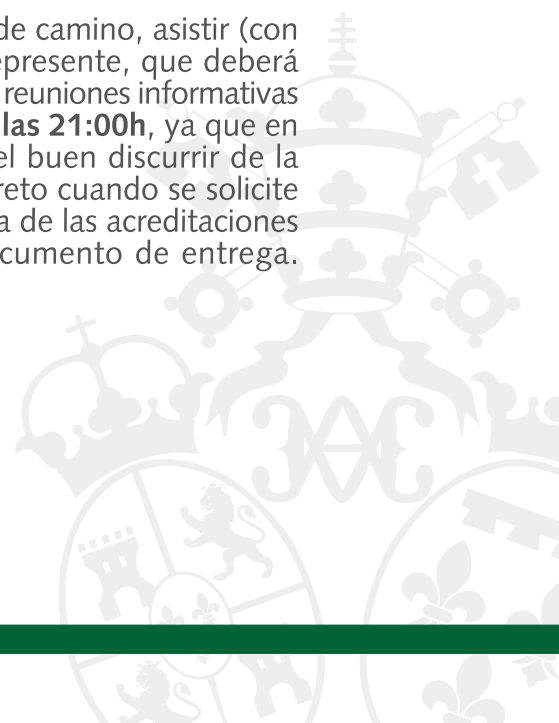 de camino, asistir (con
epresente, que deberá
reuniones informativas
las 21:00h, ya que en
el buen discurrir de la
reto cuando se solicite
a de las acreditaciones
cumento de entrega.